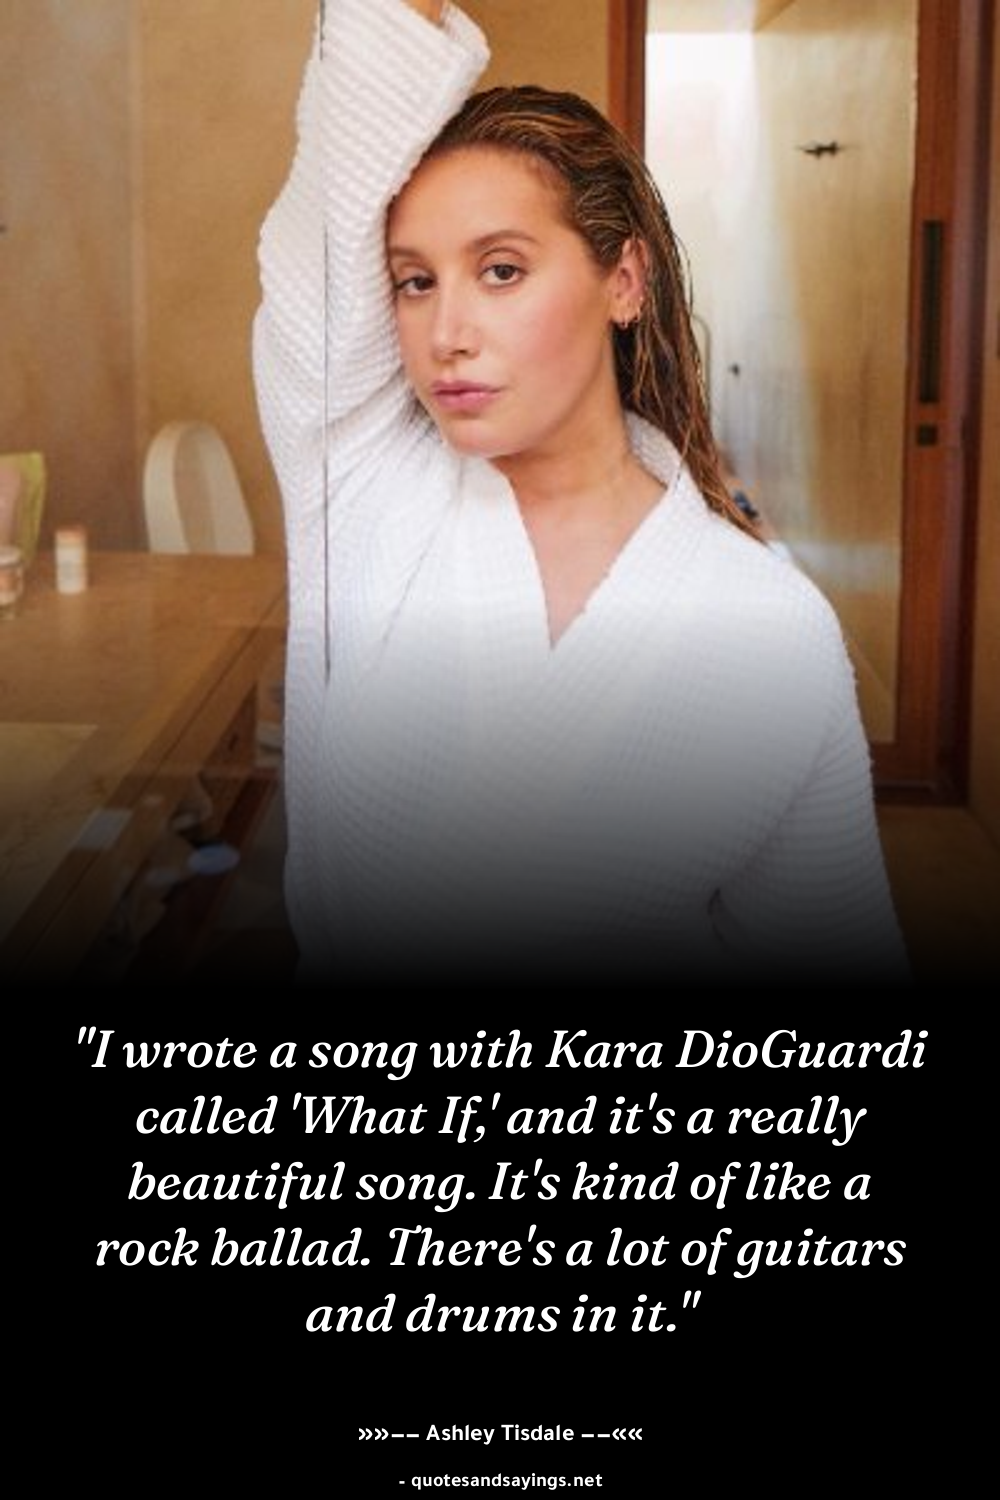 "I wrote a song with Kara DioGuardi
called 'What If,' and it's a really
beautiful song. It's kind of like a
rock ballad. There's a lot of guitars
and drums in it."
»»–– Ashley Tisdale ––««
- quotesandsayings.net